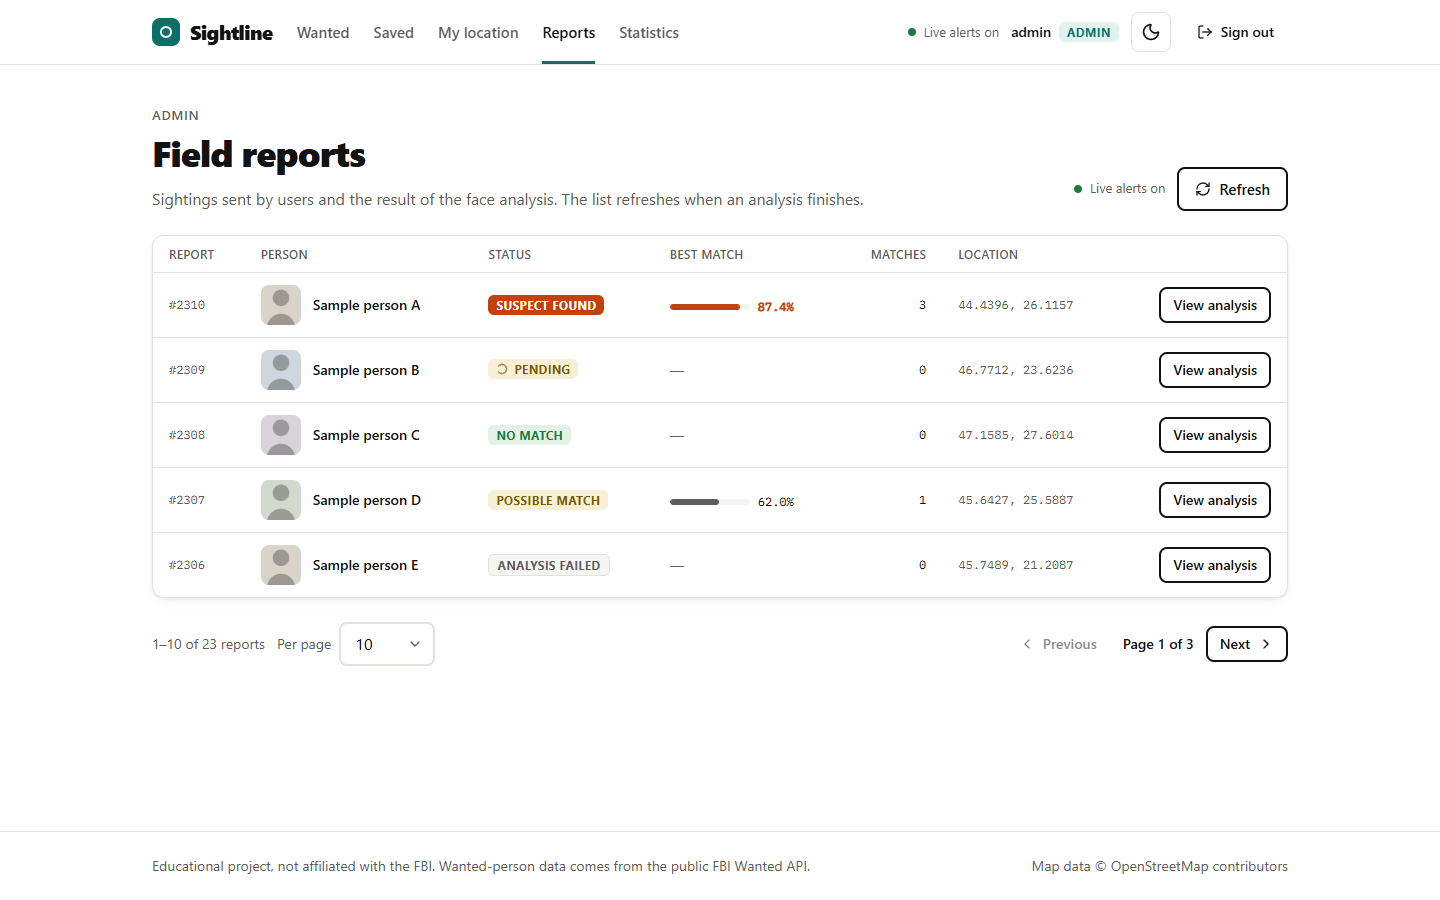 Sightline Wanted Saved My location Reports Statistics Live alerts on admin ADMIN Sign out
ADMIN
Field reports
Sightings sent by users and the result of the face analysis. The list refreshes when an analysis finishes.
Live alerts on Refresh
REPORT PERSON STATUS BEST MATCH MATCHES LOCATION
#2310 Sample person A SUSPECT FOUND 87.4% 3 44.4396, 26.1157 View analysis
#2309 Sample person B PENDING — 0 46.7712, 23.6236 View analysis
#2308 Sample person C NO MATCH — 0 47.1585, 27.6014 View analysis
#2307 Sample person D POSSIBLE MATCH 62.0% 1 45.6427, 25.5887 View analysis
#2306 Sample person E ANALYSIS FAILED — 0 45.7489, 21.2087 View analysis
1–10 of 23 reports Per page 10 Previous Page 1 of 3 Next
Educational project, not affiliated with the FBI. Wanted-person data comes from the public FBI Wanted API. Map data © OpenStreetMap contributors